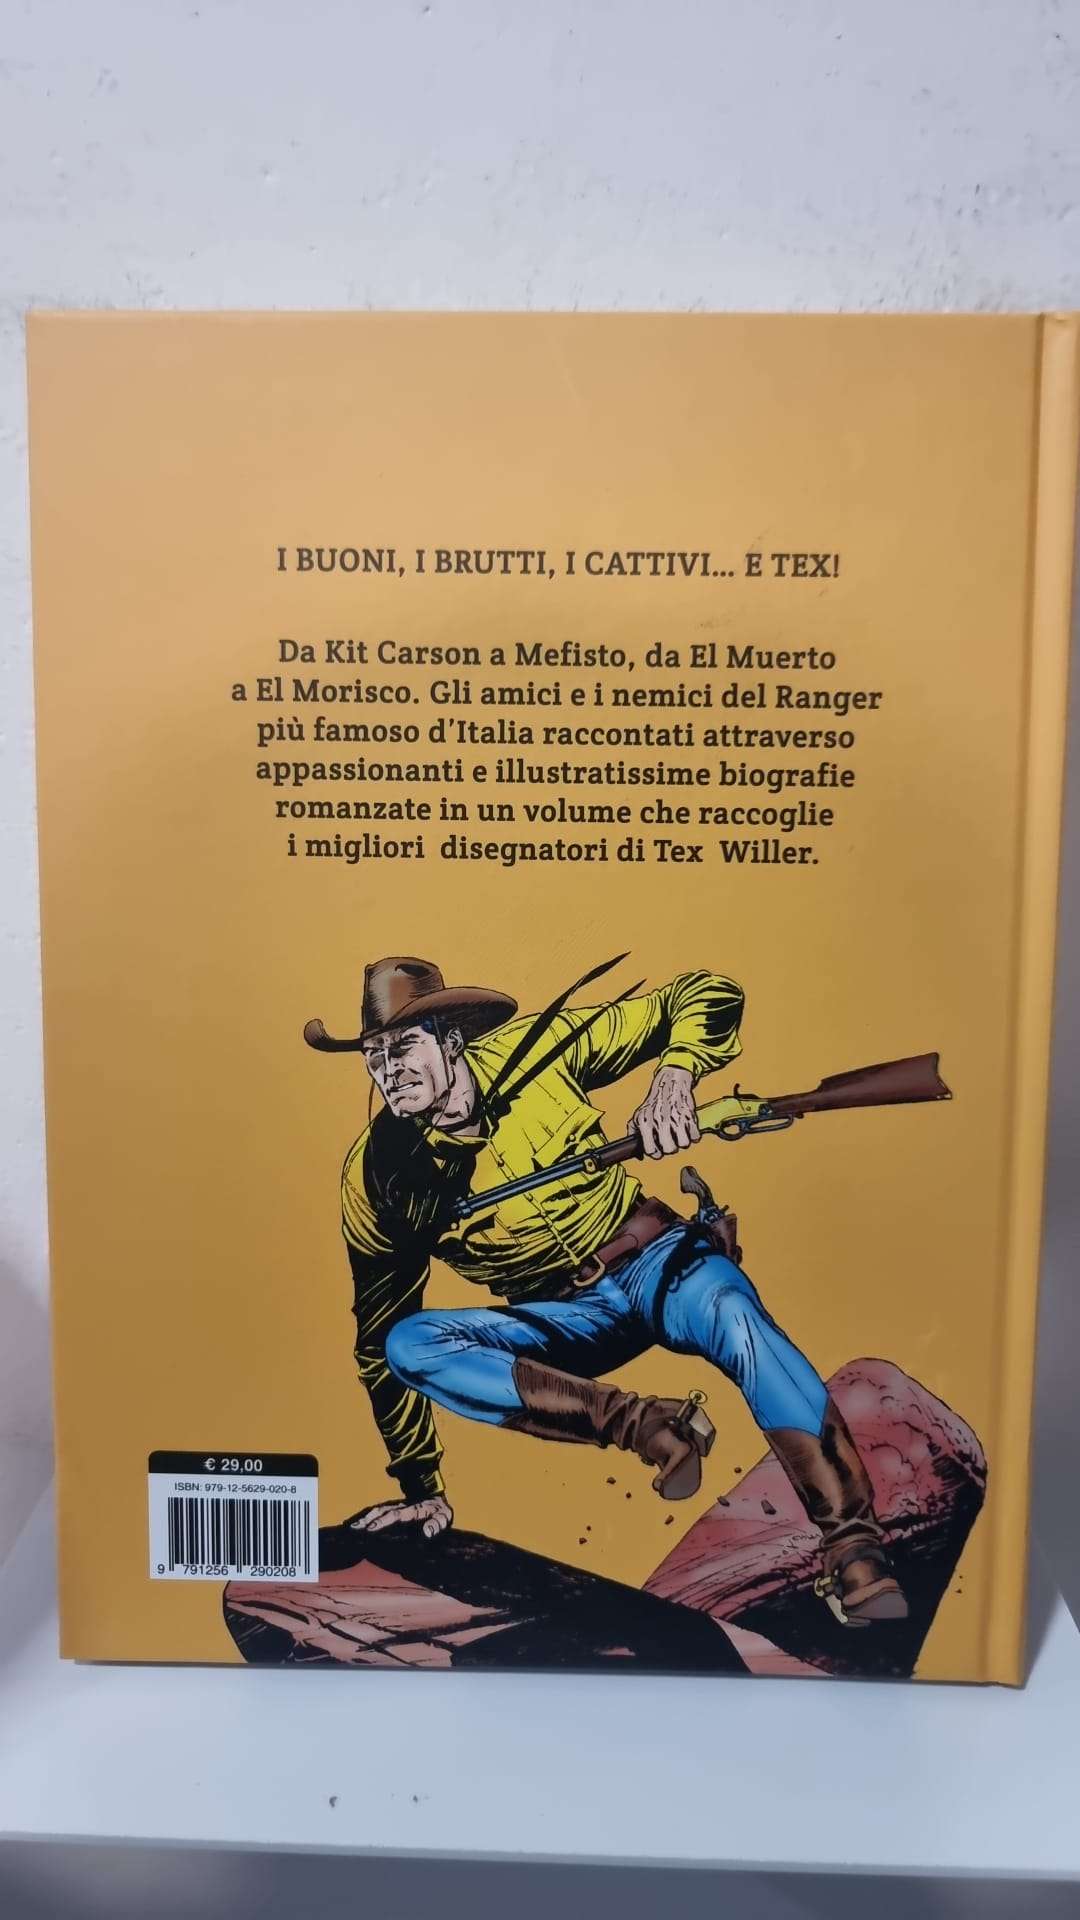 I BUONI, I BRUTTI, I CATTIVI... E TEX!
Da Kit Carson a Mefisto, da El Muerto
a El Morisco. Gli amici e i nemici del Ranger
più famoso d'Italia raccontati attraverso
appassionanti e illustratissime biografie
romanzate in un volume che raccoglie
i migliori disegnatori di Tex Willer.
€ 29,00
ISBN: 979-12-5629-020-8
9 791256 290208